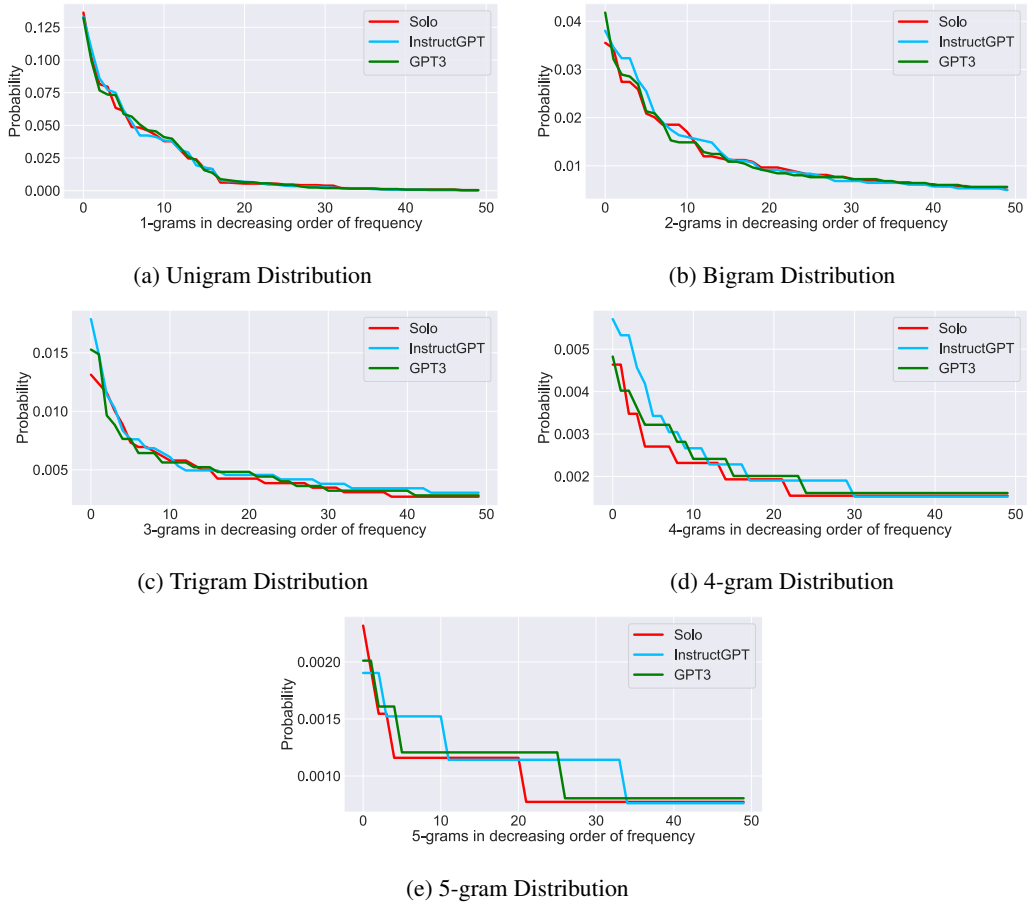 0.125
0.100
0.075
0.050
0.025
0.000
Probability
Solo
InstructGPT
GPT3
0 10 20 30 40 50
1-grams in decreasing order of frequency
(a) Unigram Distribution
0.04
0.03
0.02
0.01
Probability
Solo
InstructGPT
GPT3
0 10 20 30 40 50
2-grams in decreasing order of frequency
(b) Bigram Distribution
0.015
0.010
0.005
Probability
Solo
InstructGPT
GPT3
0 10 20 30 40 50
3-grams in decreasing order of frequency
(c) Trigram Distribution
0.005
0.004
0.003
0.002
Probability
Solo
InstructGPT
GPT3
0 10 20 30 40 50
4-grams in decreasing order of frequency
(d) 4-gram Distribution
0.0020
0.0015
0.0010
Probability
Solo
InstructGPT
GPT3
0 10 20 30 40 50
5-grams in decreasing order of frequency
(e) 5-gram Distribution